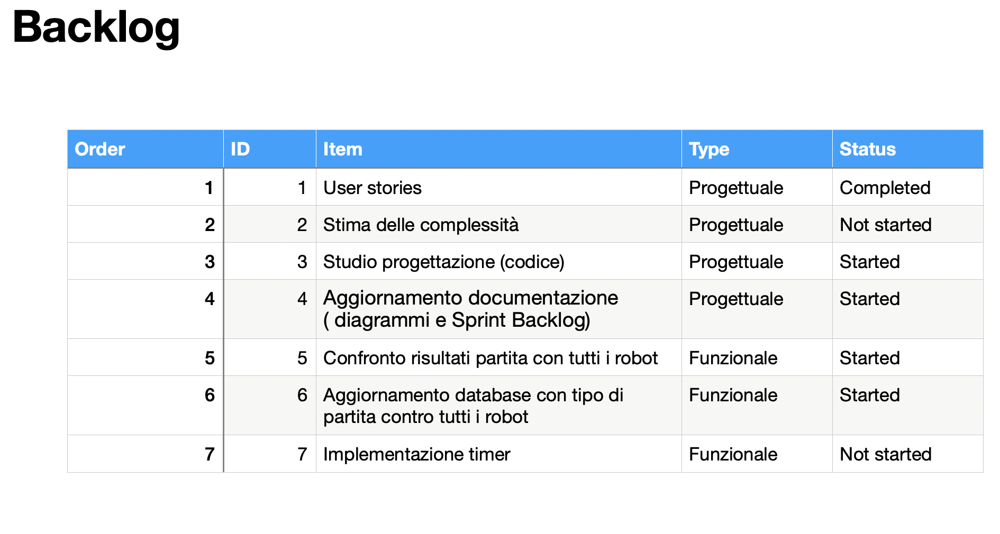 Backlog
Order ID Item Type Status
1 1 User stories Progettuale Completed
2 2 Stima delle complessità Progettuale Not started
3 3 Studio progettazione (codice) Progettuale Started
4 4 Aggiornamento documentazione Progettuale Started
( diagrammi e Sprint Backlog)
5 5 Confronto risultati partita con tutti i robot Funzionale Started
6 6 Aggiornamento database con tipo di Funzionale Started
partita contro tutti i robot
7 7 Implementazione timer Funzionale Not started